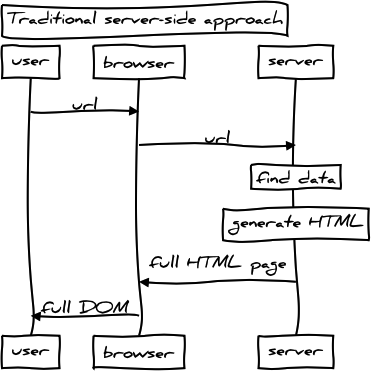 Traditional server-side approach
user browser server
url
url
find data
generate HTML
full HTML page
full DOM
user browser server